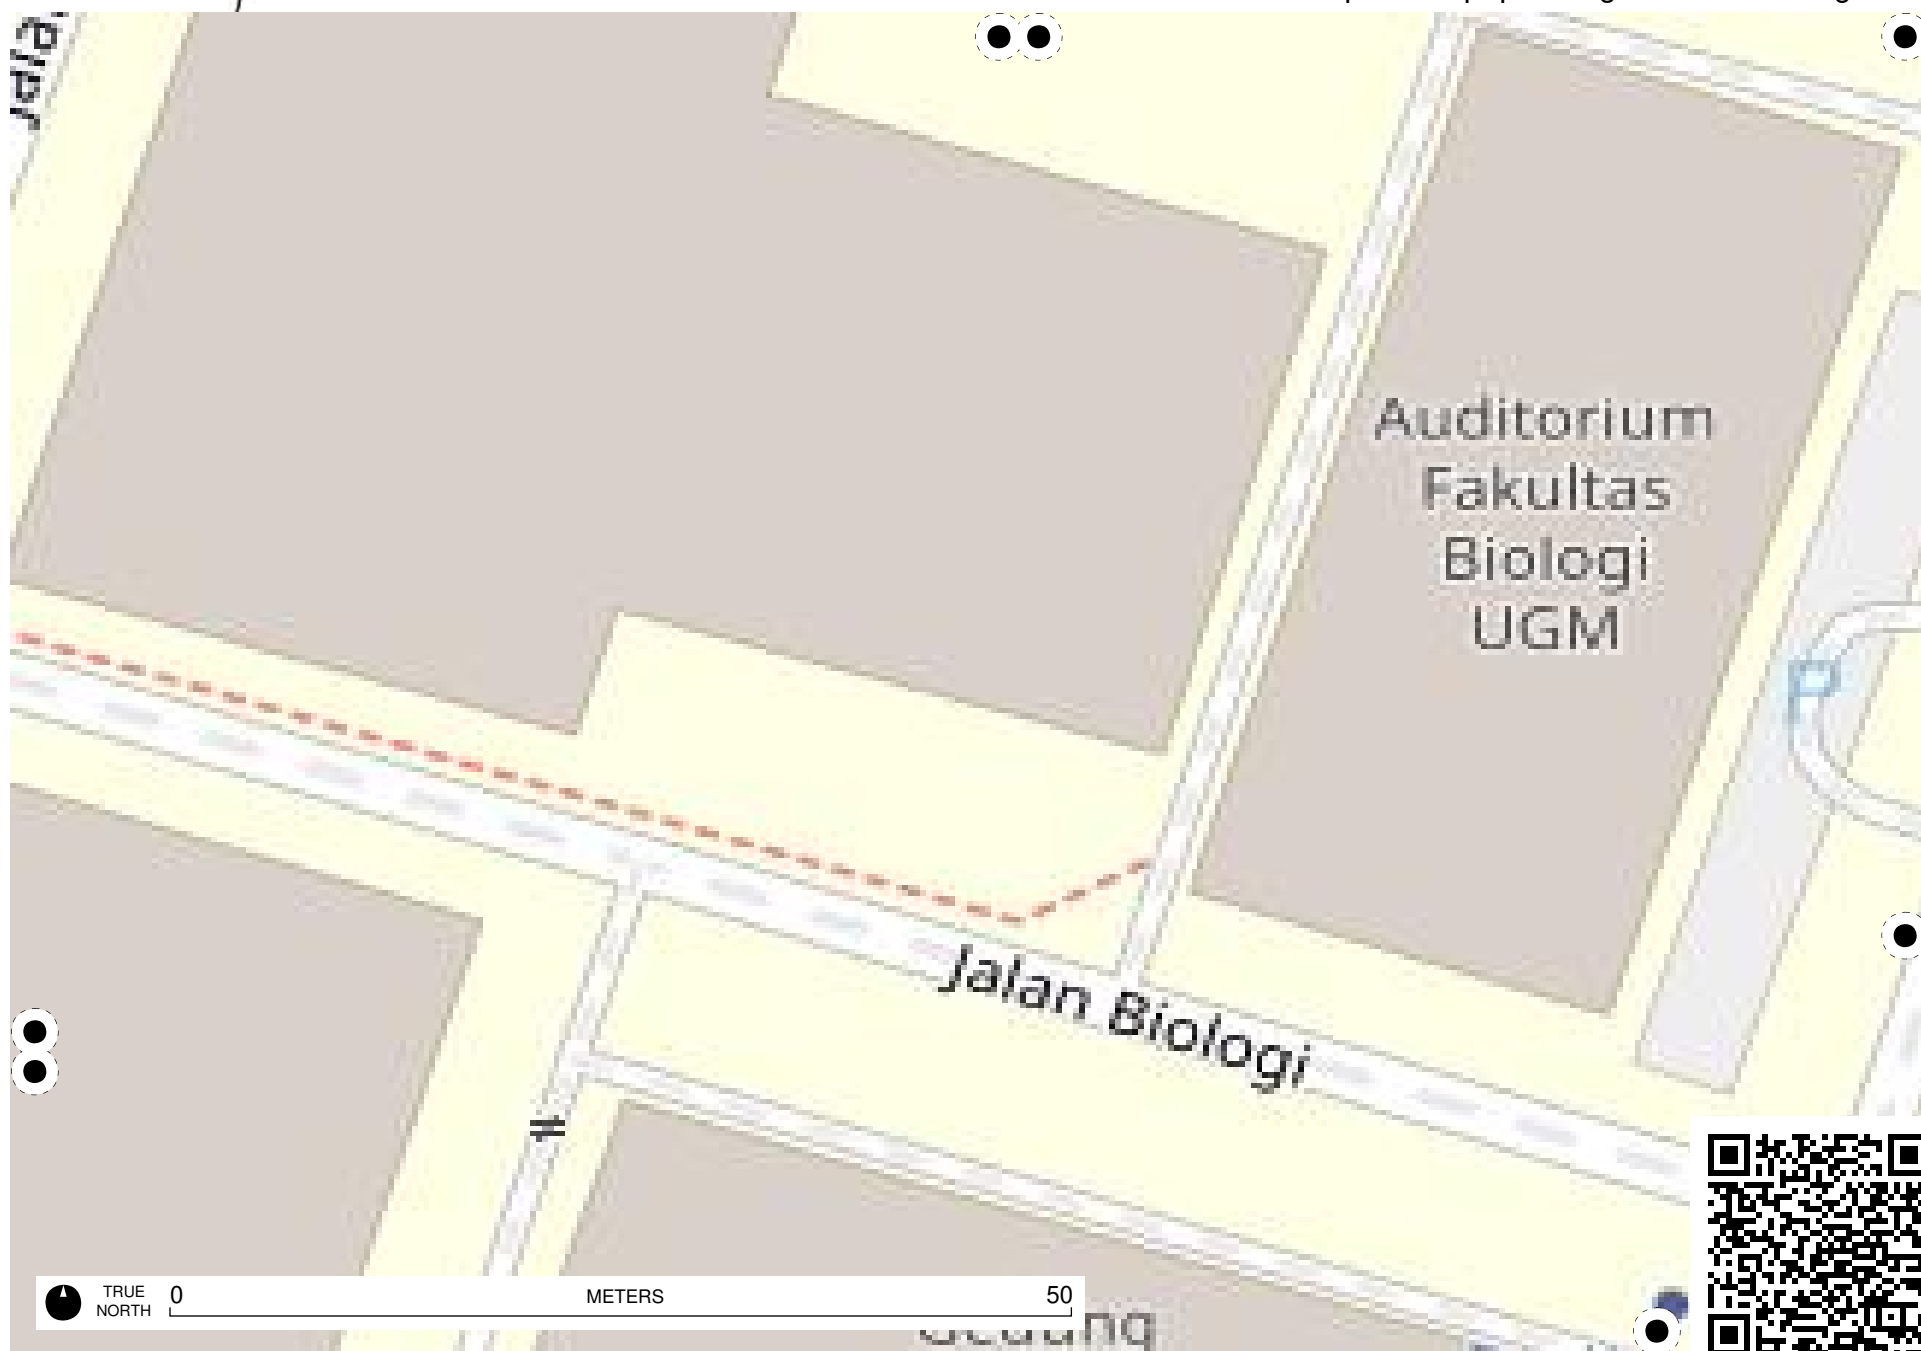 Auditorium
Fakultas
Biologi
UGM
P
Jalan Biologi
TRUE
NORTH
0
METERS
50